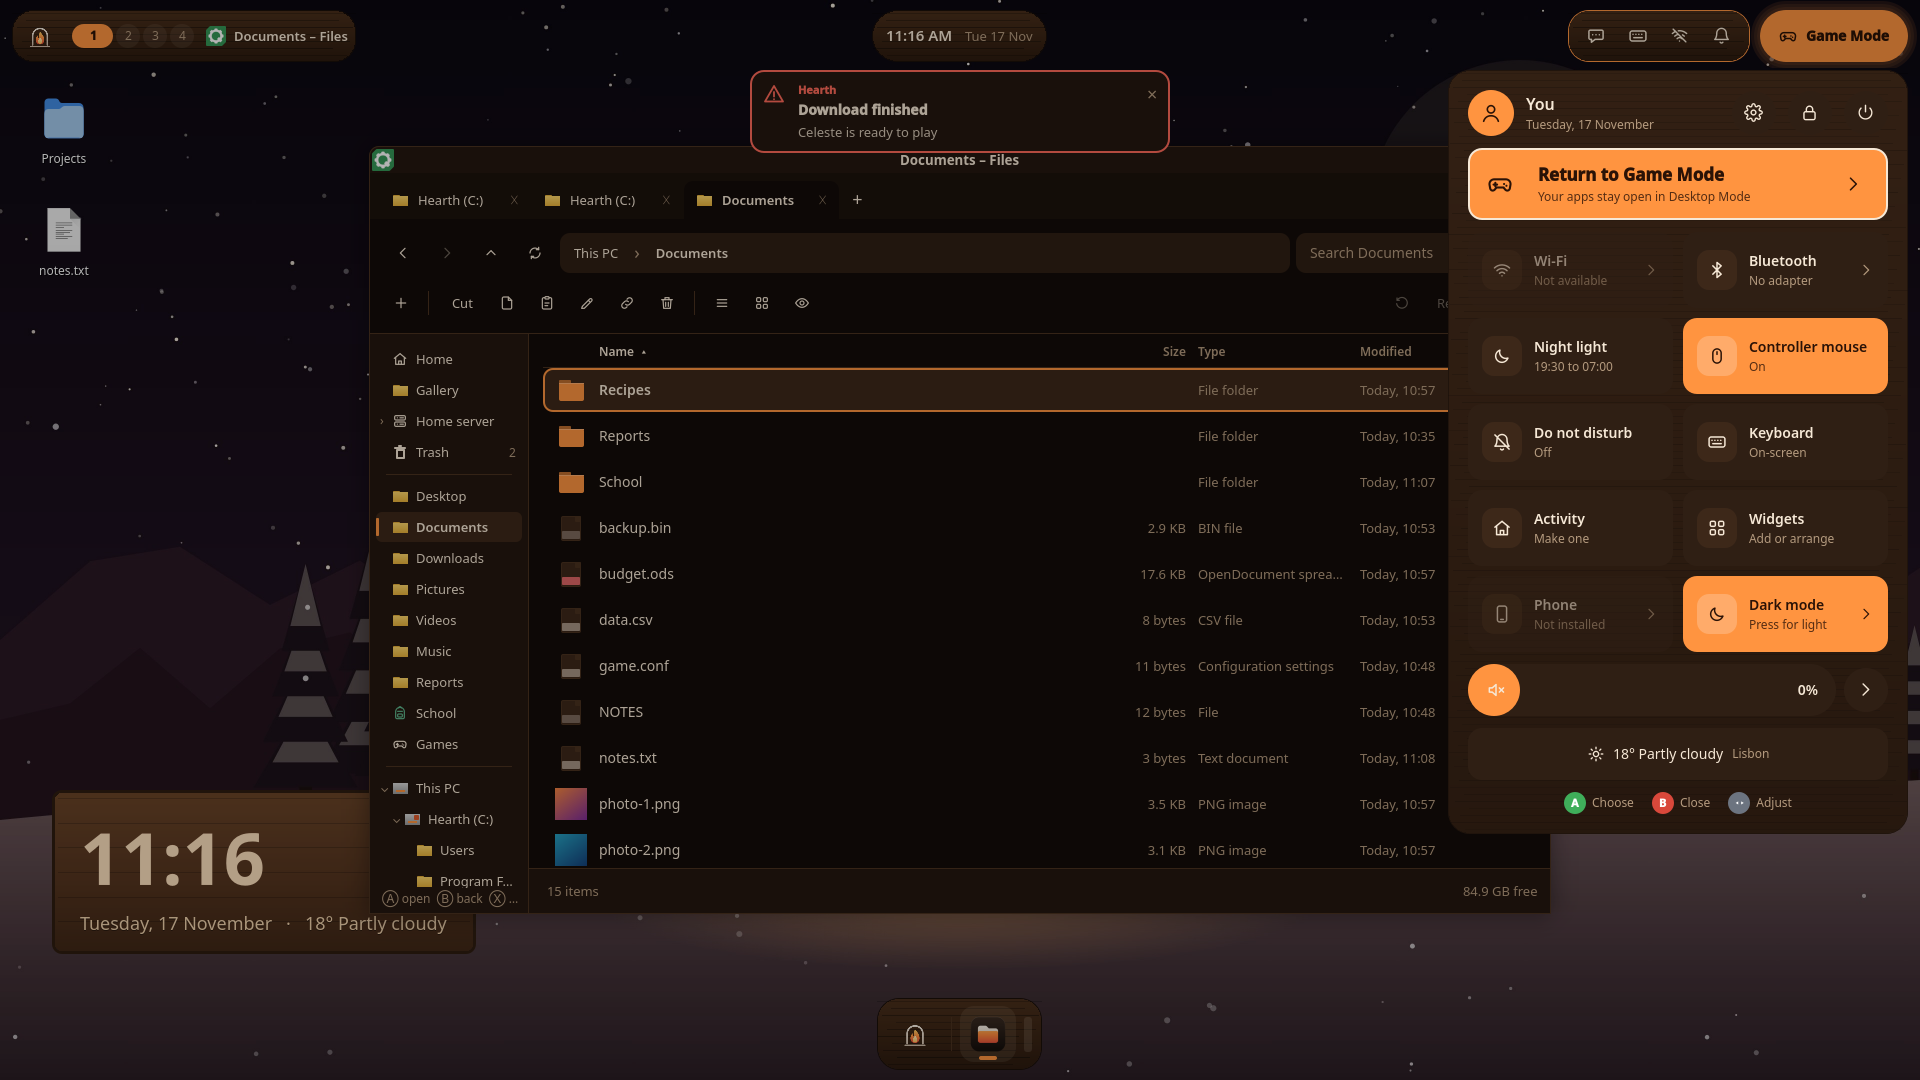 1 2 3 4 Documents – Files
11:16 AM Tue 17 Nov
Game Mode
Projects
notes.txt
Hearth
Download finished
Celeste is ready to play
Documents – Files
Hearth (C:) X Hearth (C:) X Documents X +
This PC › Documents
Search Documents
Cut
Re
Name Size Type Modified
Recipes File folder Today, 10:57
Reports File folder Today, 10:35
School File folder Today, 11:07
backup.bin 2.9 KB BIN file Today, 10:53
budget.ods 17.6 KB OpenDocument sprea... Today, 10:57
data.csv 8 bytes CSV file Today, 10:53
game.conf 11 bytes Configuration settings Today, 10:48
NOTES 12 bytes File Today, 10:48
notes.txt 3 bytes Text document Today, 11:08
photo-1.png 3.5 KB PNG image Today, 10:57
photo-2.png 3.1 KB PNG image Today, 10:57
15 items 84.9 GB free
Home
Gallery
Home server
Trash 2
Desktop
Documents
Downloads
Pictures
Videos
Music
Reports
School
Games
This PC
Hearth (C:)
Users
Program F...
A open B back X ...
11:16
Tuesday, 17 November · 18° Partly cloudy
You
Tuesday, 17 November
Return to Game Mode
Your apps stay open in Desktop Mode
Wi-Fi
Not available
Bluetooth
No adapter
Night light
19:30 to 07:00
Controller mouse
On
Do not disturb
Off
Keyboard
On-screen
Activity
Make one
Widgets
Add or arrange
Phone
Not installed
Dark mode
Press for light
0%
18° Partly cloudy Lisbon
A Choose B Close Adjust